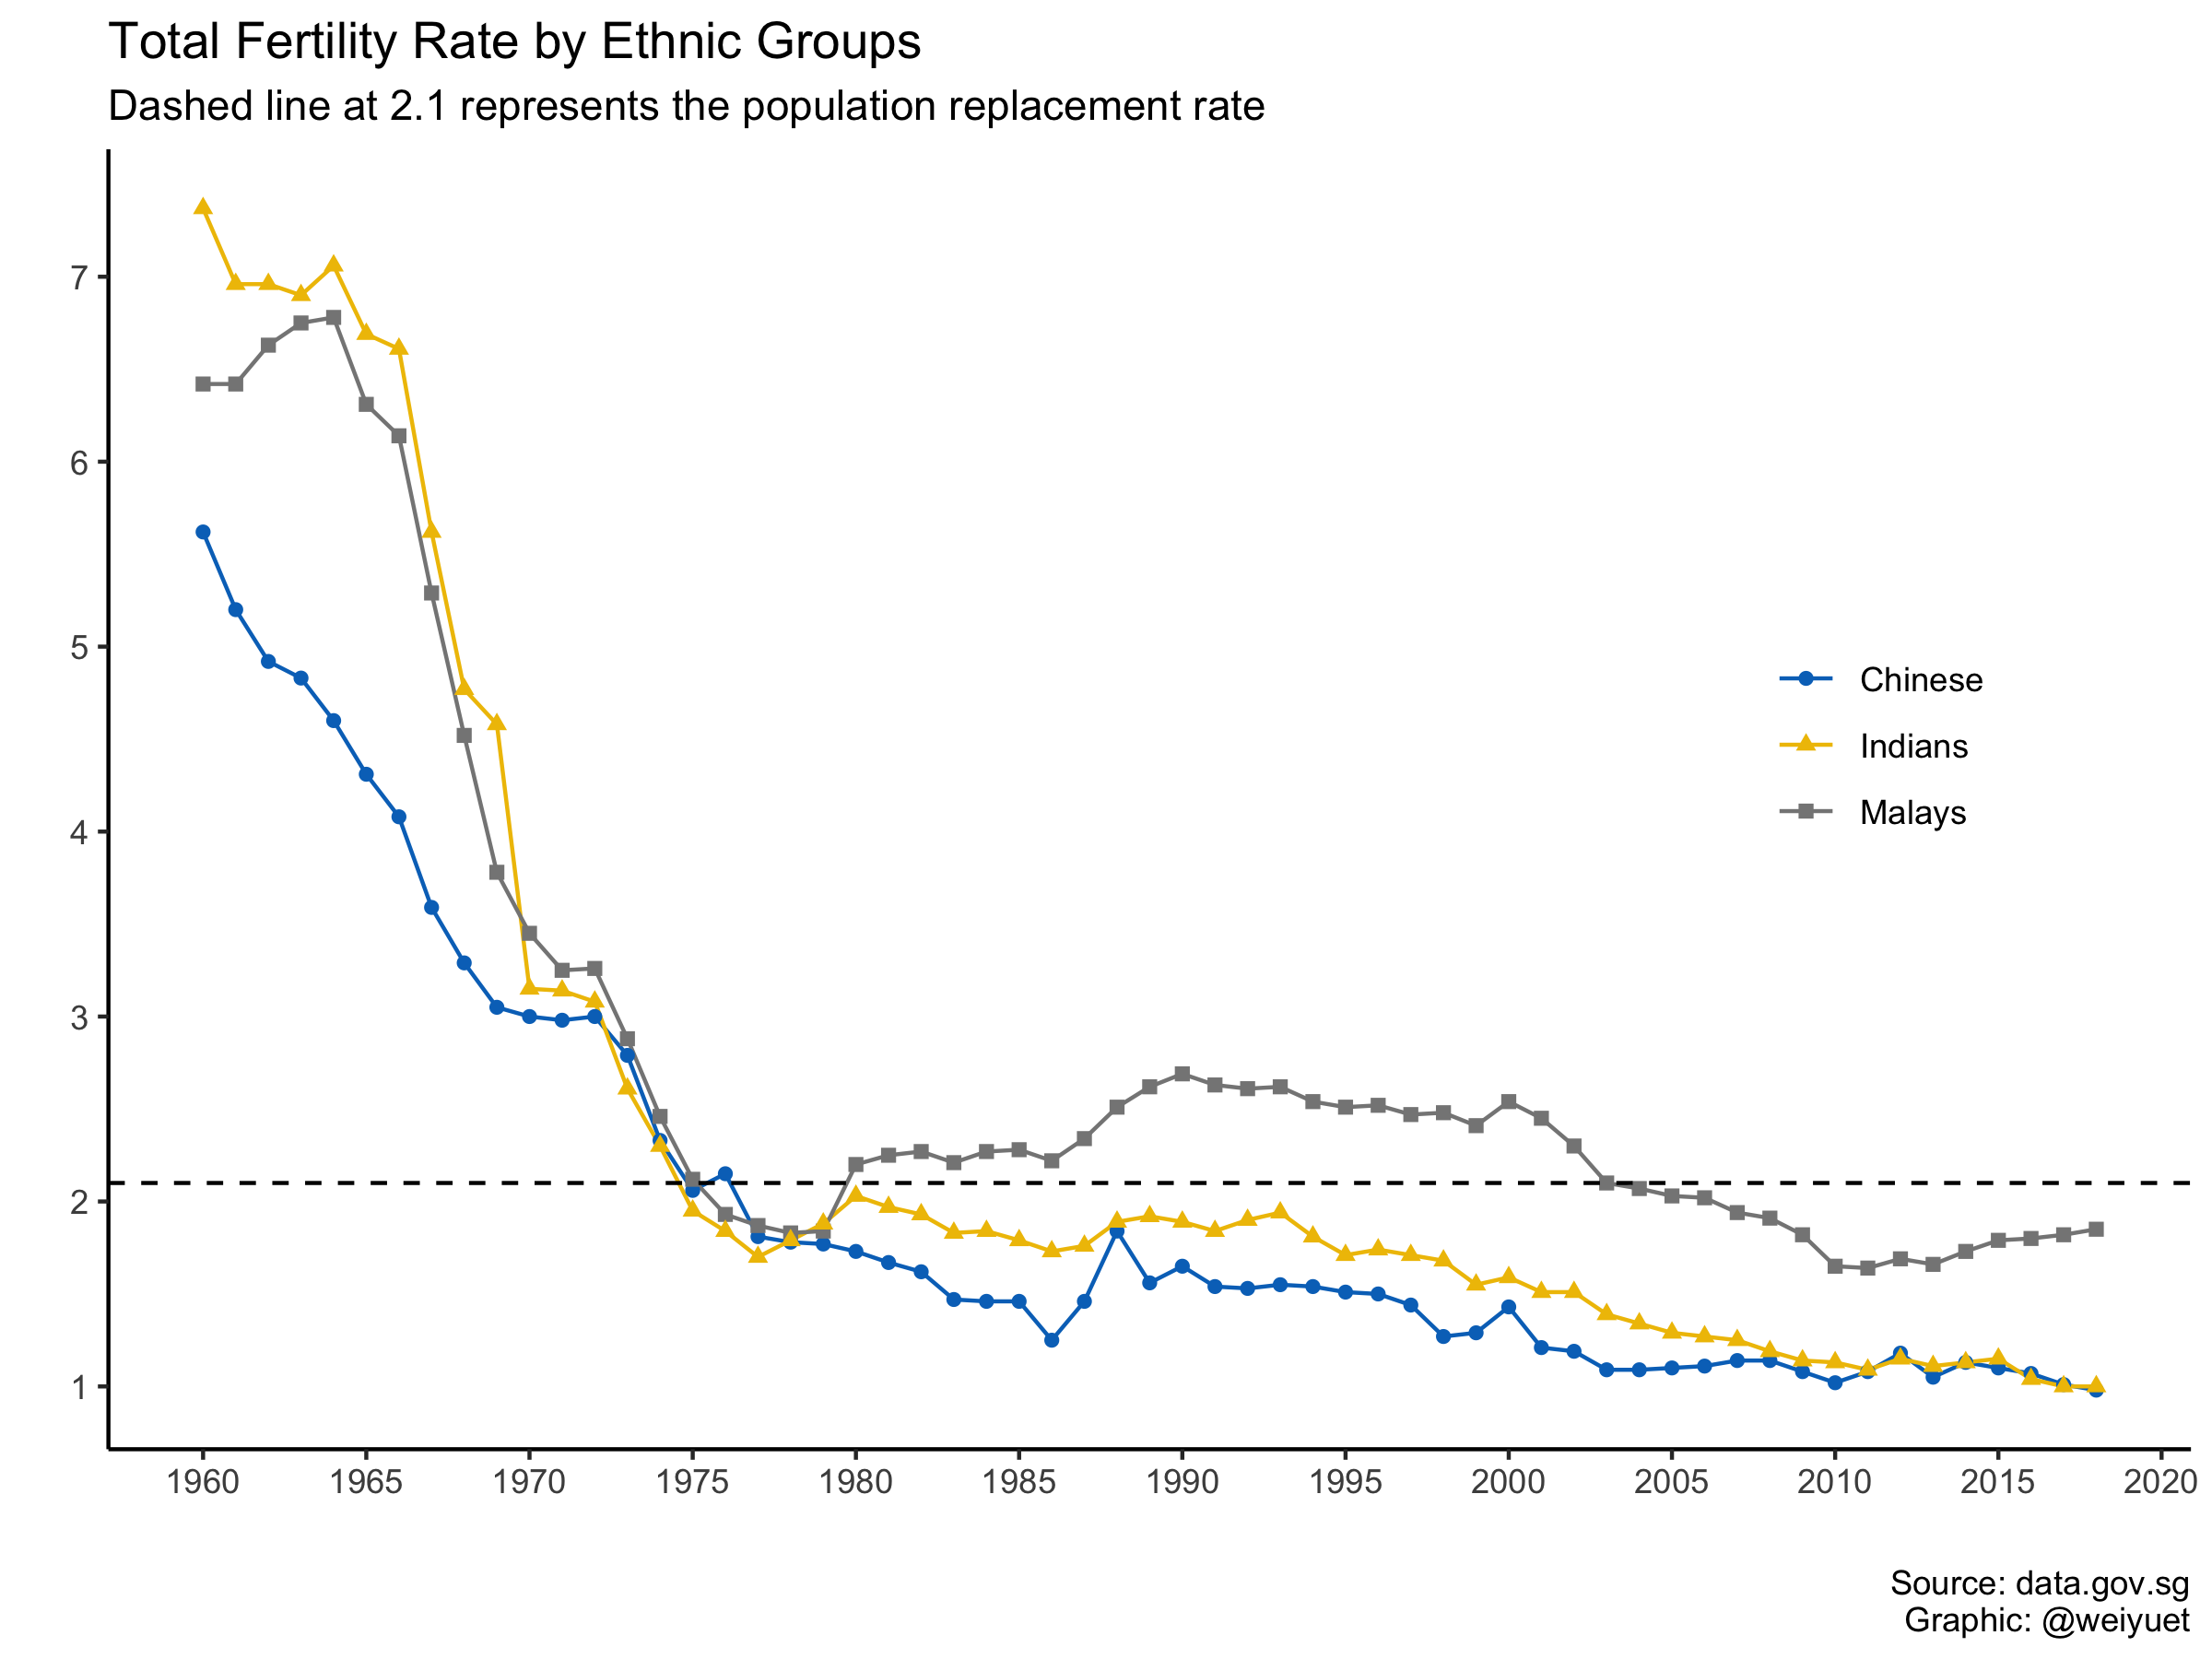 Total Fertility Rate by Ethnic Groups
Dashed line at 2.1 represents the population replacement rate
7
6
5
4
3
2
1
Chinese
Indians
Malays
1960 1965 1970 1975 1980 1985 1990 1995 2000 2005 2010 2015 2020
Source: data.gov.sg
Graphic: @weiyuet